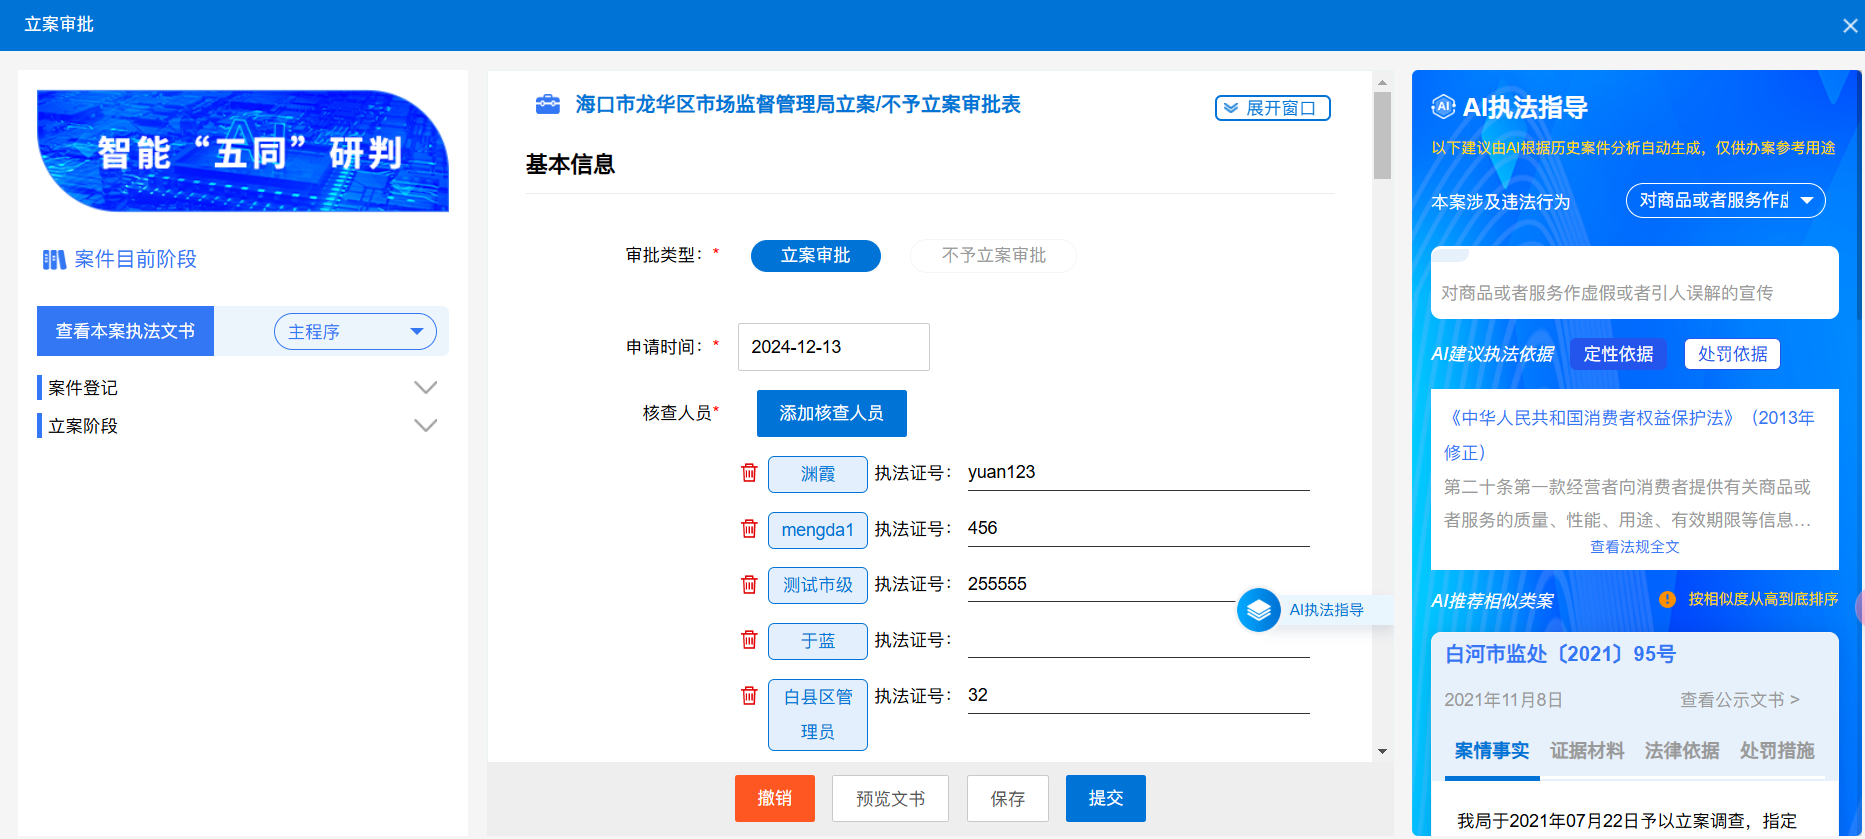 立案审批
智能“五同”研判
案件目前阶段
查看本案执法文书
主程序
案件登记
立案阶段
海口市龙华区市场监督管理局立案/不予立案审批表
展开窗口
基本信息
审批类型：*
立案审批
不予立案审批
申请时间：*
2024-12-13
核查人员*
添加核查人员
渊霞 执法证号： yuan123
mengda1 执法证号： 456
测试市级 执法证号： 255555
于蓝 执法证号：
白县区管
理员
执法证号： 32
AI执法指导
撤销
预览文书
保存
提交
AI执法指导
以下建议由AI根据历史案件分析自动生成，仅供办案参考用途
本案涉及违法行为
对商品或者服务作虚
对商品或者服务作虚假或者引人误解的宣传
AI建议执法依据
定性依据
处罚依据
《中华人民共和国消费者权益保护法》（2013年
修正）
第二十条第一款经营者向消费者提供有关商品或
者服务的质量、性能、用途、有效期限等信息…
查看法规全文
AI推荐相似类案
按相似度从高到底排序
白河市监处〔2021〕95号
2021年11月8日
查看公示文书 >
案情事实 证据材料 法律依据 处罚措施
我局于2021年07月22日予以立案调查，指定